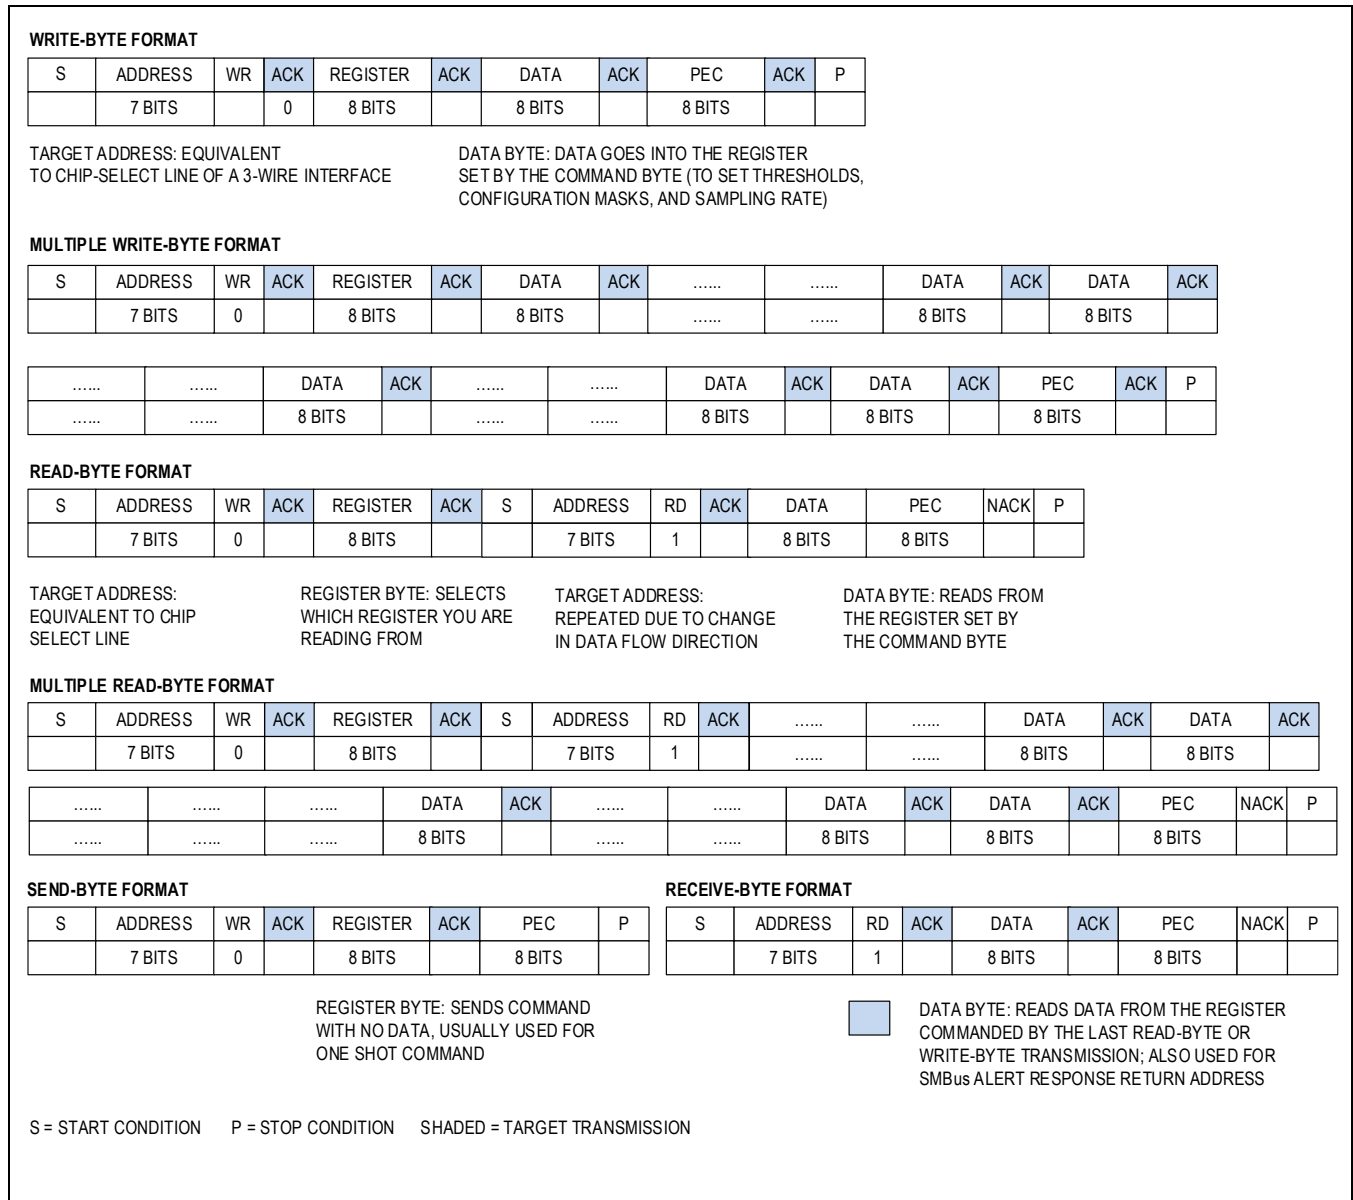 WRITE-BYTE FORMAT
S ADDRESS WR ACK REGISTER ACK DATA ACK PEC ACK P
7 BITS 0 8 BITS 8 BITS 8 BITS
TARGET ADDRESS: EQUIVALENT
TO CHIP-SELECT LINE OF A 3-WIRE INTERFACE
DATA BYTE: DATA GOES INTO THE REGISTER
SET BY THE COMMAND BYTE (TO SET THRESHOLDS,
CONFIGURATION MASKS, AND SAMPLING RATE)
MULTIPLE WRITE-BYTE FORMAT
S ADDRESS WR ACK REGISTER ACK DATA ACK ...... ...... DATA ACK DATA ACK
7 BITS 0 8 BITS 8 BITS ...... ...... 8 BITS 8 BITS
...... ...... DATA ACK ...... ...... DATA ACK DATA ACK PEC ACK P
...... ...... 8 BITS ...... ...... 8 BITS 8 BITS 8 BITS
READ-BYTE FORMAT
S ADDRESS WR ACK REGISTER ACK S ADDRESS RD ACK DATA PEC NACK P
7 BITS 0 8 BITS 7 BITS 1 8 BITS 8 BITS
TARGET ADDRESS:
EQUIVALENT TO CHIP
SELECT LINE
REGISTER BYTE: SELECTS
WHICH REGISTER YOU ARE
READING FROM
TARGET ADDRESS:
REPEATED DUE TO CHANGE
IN DATA FLOW DIRECTION
DATA BYTE: READS FROM
THE REGISTER SET BY
THE COMMAND BYTE
MULTIPLE READ-BYTE FORMAT
S ADDRESS WR ACK REGISTER ACK S ADDRESS RD ACK ...... ...... DATA ACK DATA ACK
7 BITS 0 8 BITS 7 BITS 1 ...... ...... 8 BITS 8 BITS
...... ...... ...... DATA ACK ...... ...... DATA ACK DATA ACK PEC NACK P
...... ...... ...... 8 BITS ...... ...... 8 BITS 8 BITS 8 BITS
SEND-BYTE FORMAT
S ADDRESS WR ACK REGISTER ACK PEC P
7 BITS 0 8 BITS 8 BITS
REGISTER BYTE: SENDS COMMAND
WITH NO DATA, USUALLY USED FOR
ONE SHOT COMMAND
RECEIVE-BYTE FORMAT
S ADDRESS RD ACK DATA ACK PEC NACK P
7 BITS 1 8 BITS 8 BITS
DATA BYTE: READS DATA FROM THE REGISTER
COMMANDED BY THE LAST READ-BYTE OR
WRITE-BYTE TRANSMISSION; ALSO USED FOR
SMBus ALERT RESPONSE RETURN ADDRESS
S = START CONDITION P = STOP CONDITION SHADED = TARGET TRANSMISSION